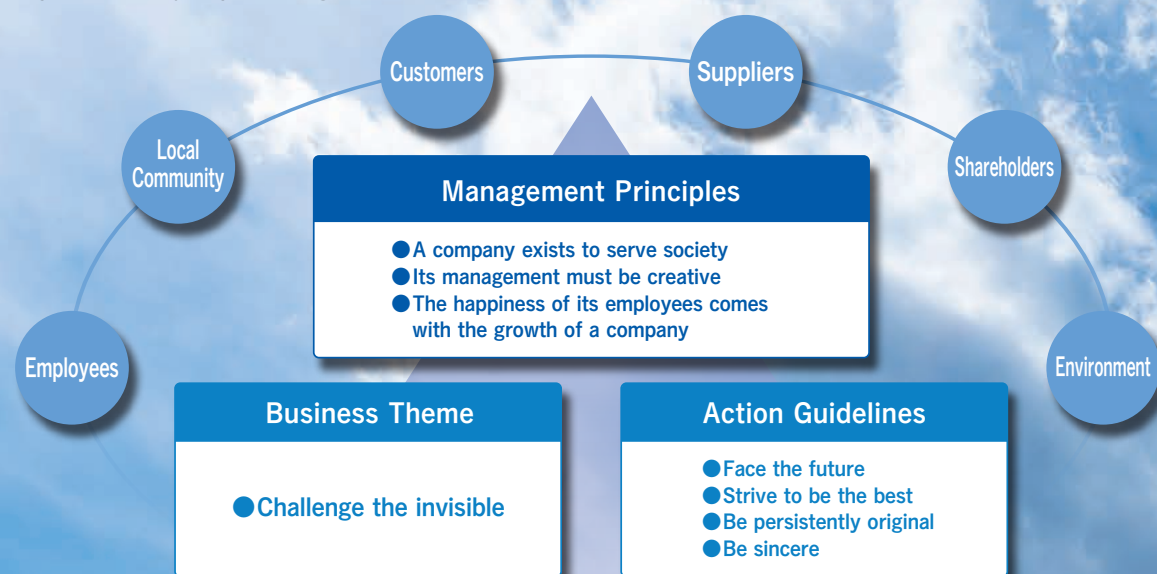 Customers
Suppliers
Local
Community
Shareholders
Employees
Environment
Management Principles
●A company exists to serve society
●Its management must be creative
●The happiness of its employees comes
with the growth of a company
Business Theme
●Challenge the invisible
Action Guidelines
●Face the future
●Strive to be the best
●Be persistently original
●Be sincere